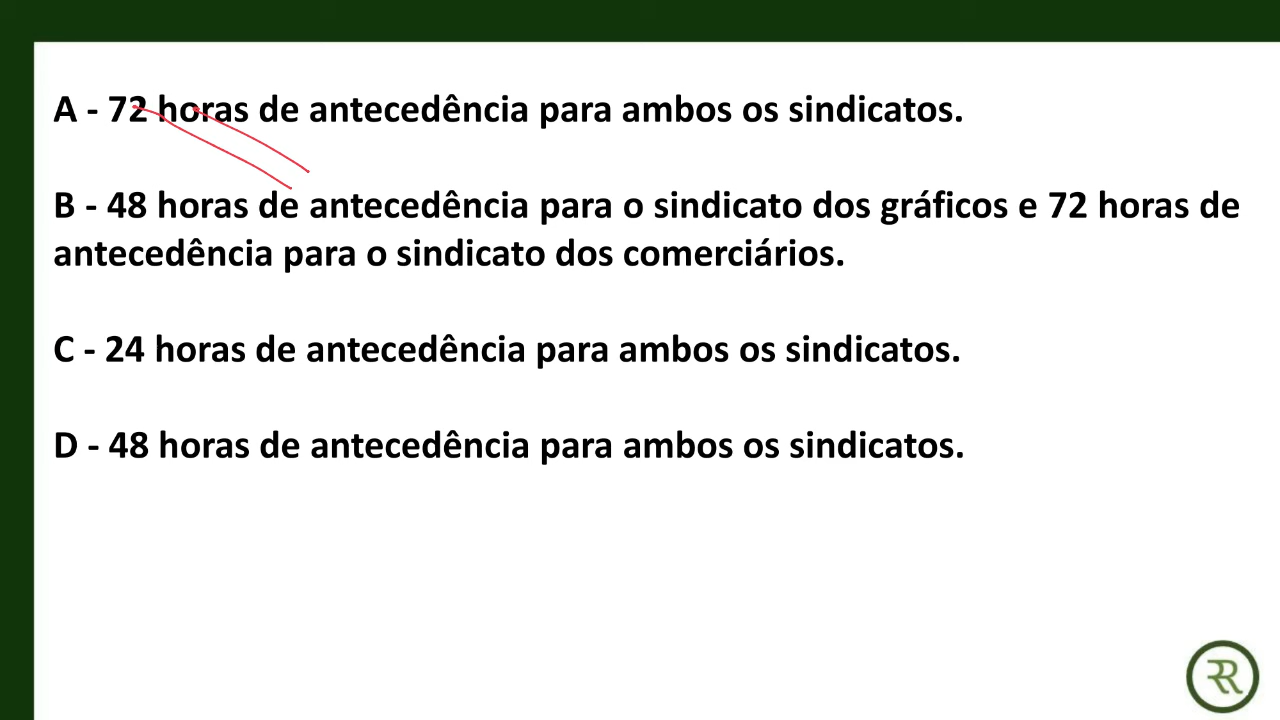 A - 72 horas de antecedência para ambos os sindicatos.
B - 48 horas de antecedência para o sindicato dos gráficos e 72 horas de
antecedência para o sindicato dos comerciários.
C - 24 horas de antecedência para ambos os sindicatos.
D - 48 horas de antecedência para ambos os sindicatos.